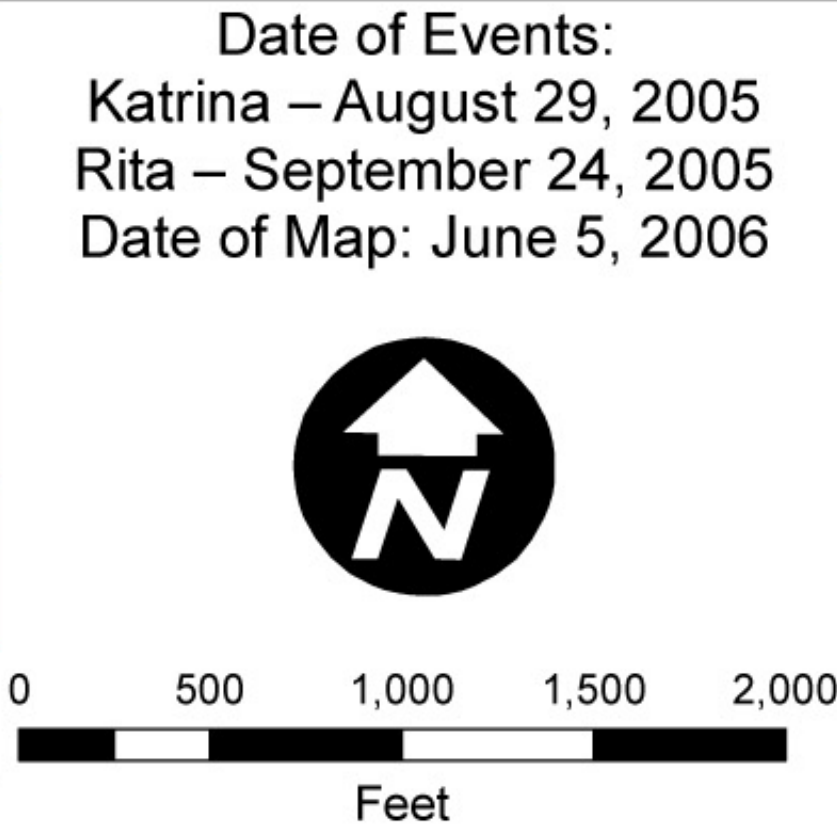 Date of Events:
Katrina – August 29, 2005
Rita – September 24, 2005
Date of Map: June 5, 2006
N
0 500 1,000 1,500 2,000
Feet